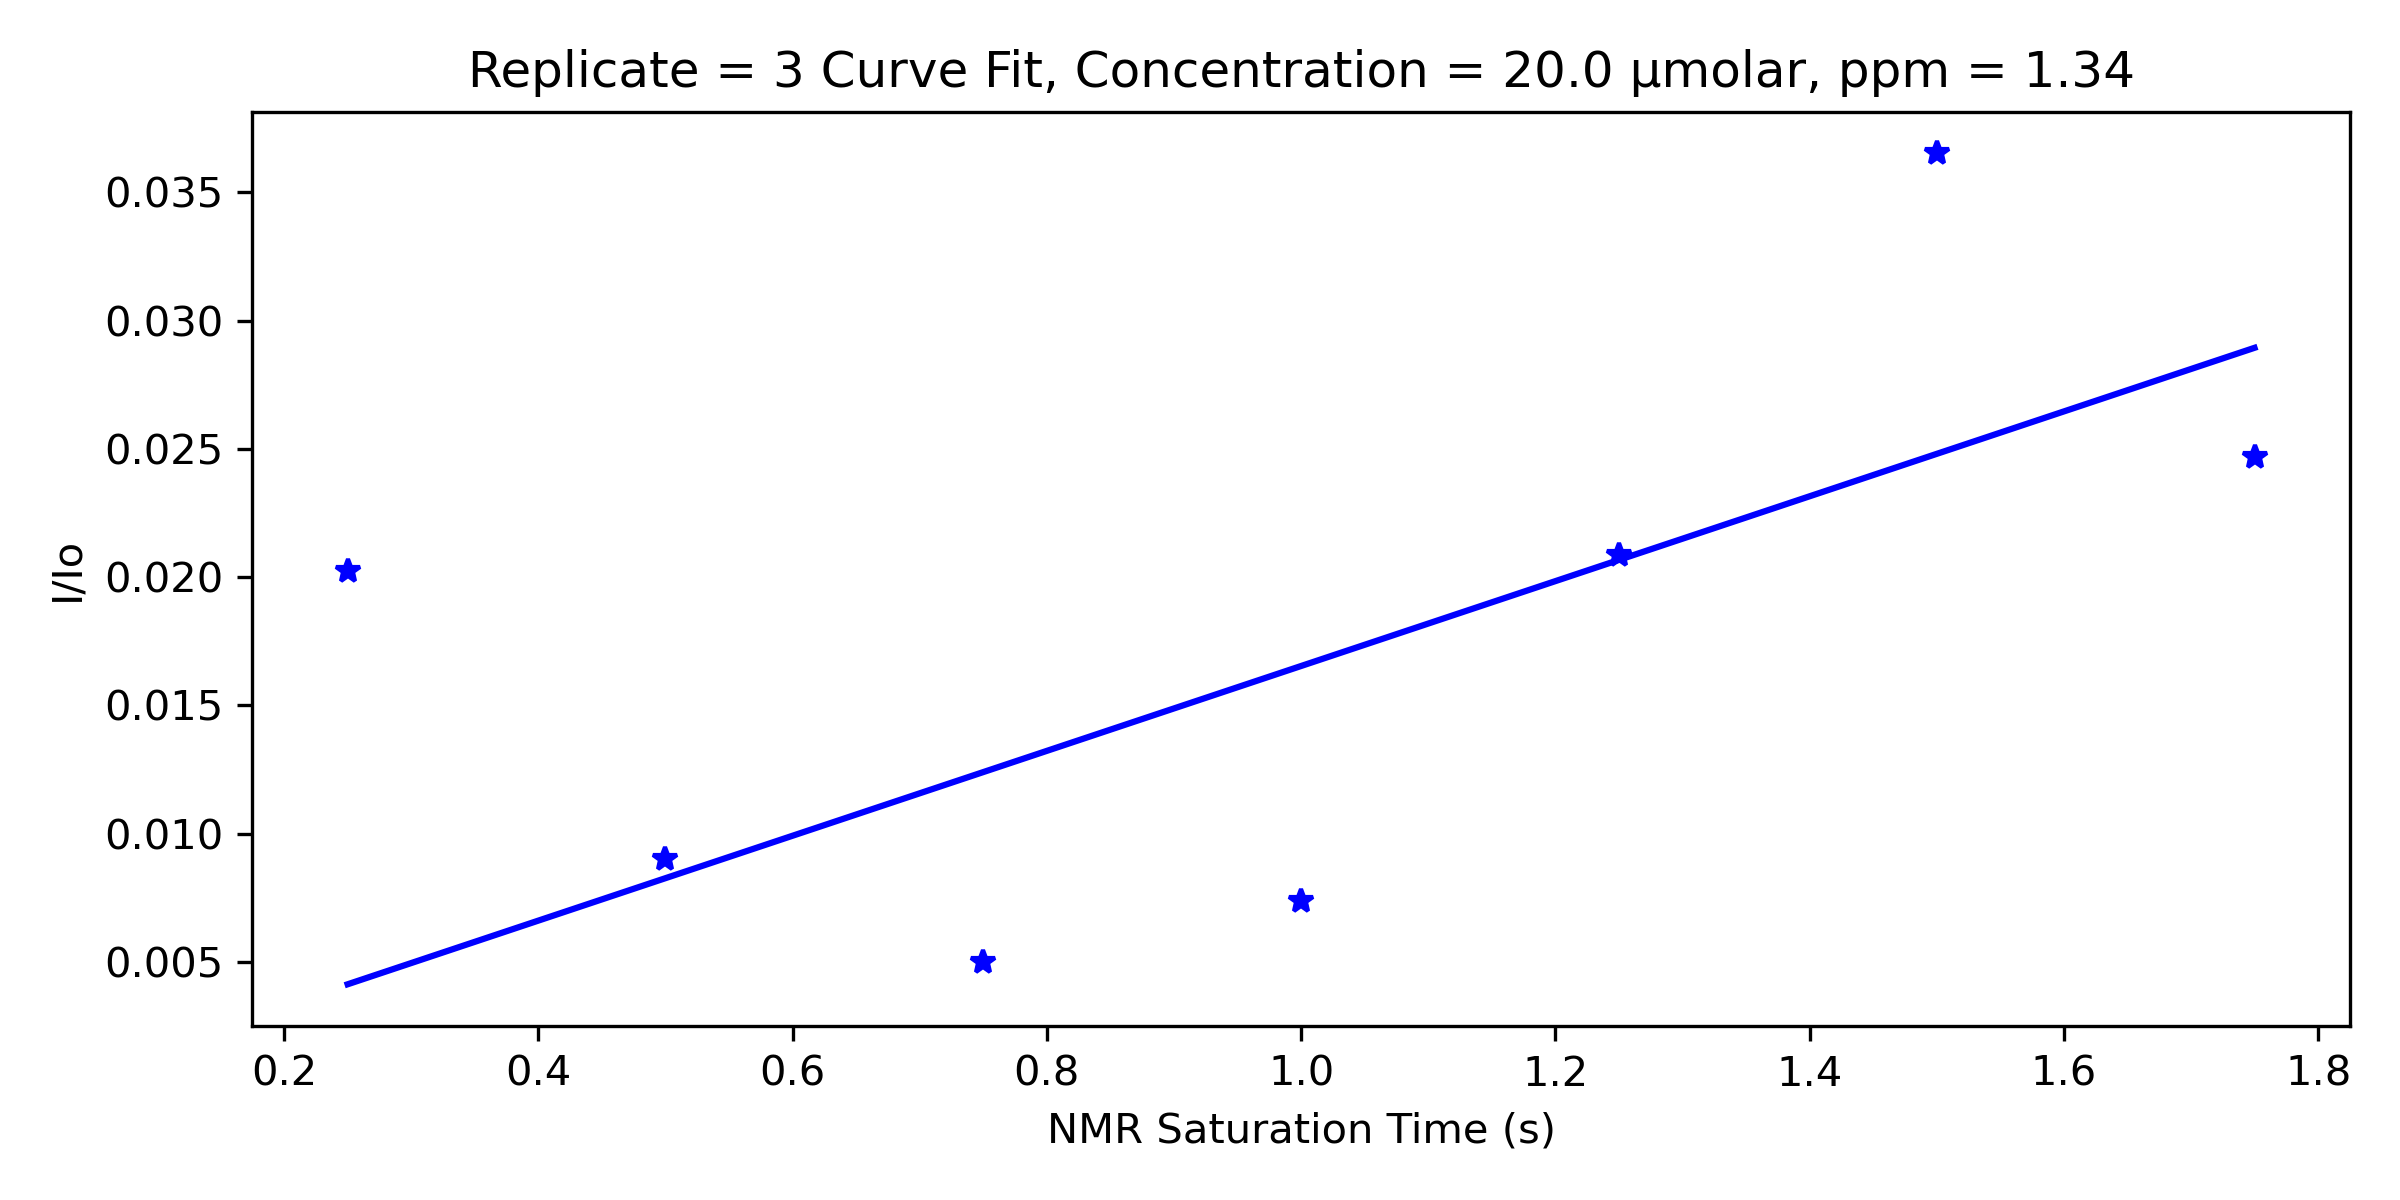 Replicate = 3 Curve Fit, Concentration = 20.0 µmolar, ppm = 1.34
0.035
0.030
0.025
0.020
0.015
0.010
0.005
I/Io
0.2 0.4 0.6 0.8 1.0 1.2 1.4 1.6 1.8
NMR Saturation Time (s)